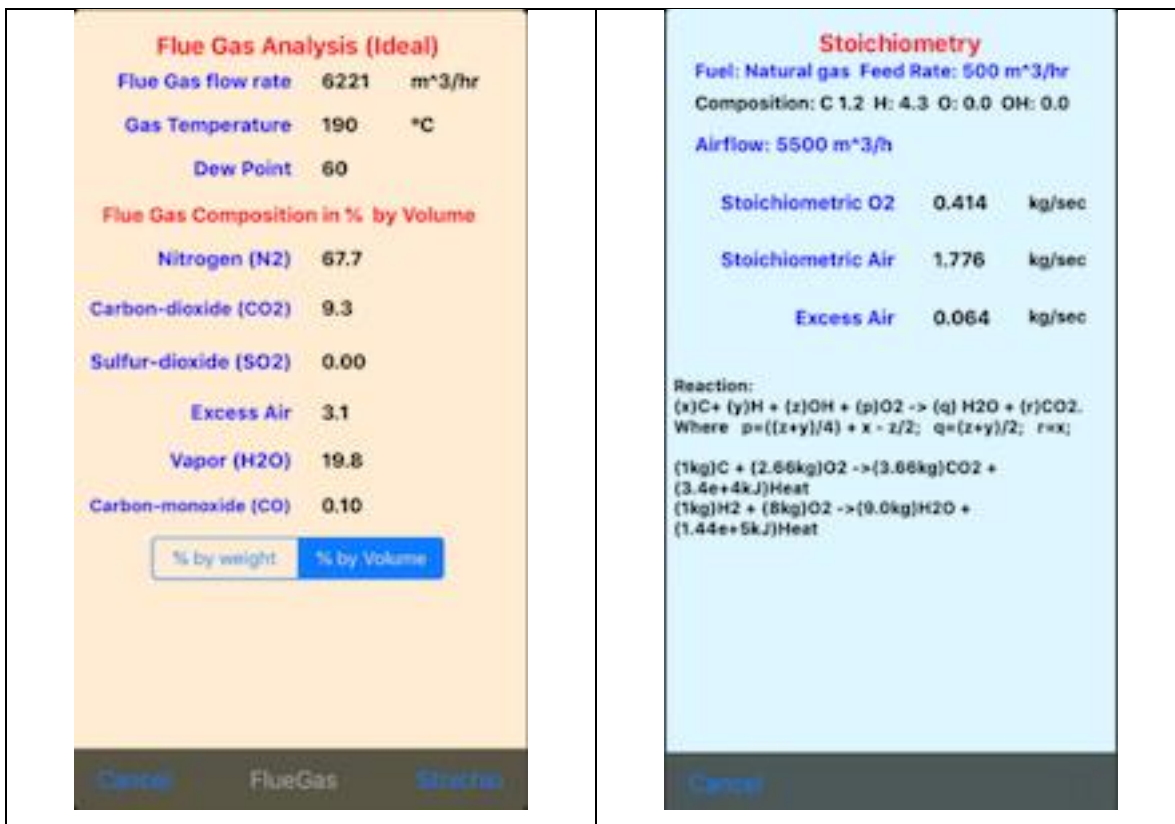 Flue Gas Analysis (Ideal)
Flue Gas flow rate 6221 m^3/hr
Gas Temperature 190 °C
Dew Point 60
Flue Gas Composition in % by Volume
Nitrogen (N2) 67.7
Carbon-dioxide (CO2) 9.3
Sulfur-dioxide (SO2) 0.00
Excess Air 3.1
Vapor (H2O) 19.8
Carbon-monoxide (CO) 0.10
% by weight % by Volume
Cancel FlueGas
Stoichiometry
Fuel: Natural gas Feed Rate: 500 m^3/hr
Composition: C 1.2 H: 4.3 O: 0.0 OH: 0.0
Airflow: 5500 m^3/h
Stoichiometric O2 0.414 kg/sec
Stoichiometric Air 1.776 kg/sec
Excess Air 0.064 kg/sec
Reaction:
(x)C+ (y)H + (z)OH + (p)O2 -> (q) H2O + (r)CO2.
Where p=((z+y)/4) + x - z/2; q=(z+y)/2; r=x;
(1kg)C + (2.66kg)O2 ->(3.66kg)CO2 +
(3.4e+4kJ)Heat
(1kg)H2 + (8kg)O2 ->(9.0kg)H2O +
(1.44e+5kJ)Heat
Cancel